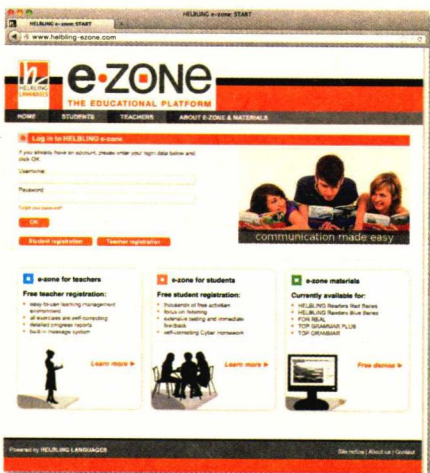 HELBLING e-zone: START
HELBLING e-zone: START
www.helbling-ezone.com
HELBLING
LANGUAGES
e·ZONE
THE EDUCATIONAL PLATFORM
HOME STUDENTS TEACHERS ABOUT E-ZONE & MATERIALS
Log in to HELBLING e-zone
If you already have an account, please enter your login data below and
click OK.
Username:
Password:
Forgot your password?
OK
Student registration Teacher registration
communication made easy
e-zone for teachers
Free teacher registration:
easy-to-use learning management
environment
all exercises are self-correcting
detailed progress reports
built-in message system
Learn more
e-zone for students
Free student registration:
thousands of free activities
focus on listening
extensive testing and immediate
feedback
self-correcting Cyber Homework
Learn more
e-zone materials
Currently available for:
HELBLING Readers Red Series
HELBLING Readers Blue Series
FOR REAL
TOP GRAMMAR PLUS
TOP GRAMMAR
Free demos
Powered by HELBLING LANGUAGES
Site notice | About us | Contact